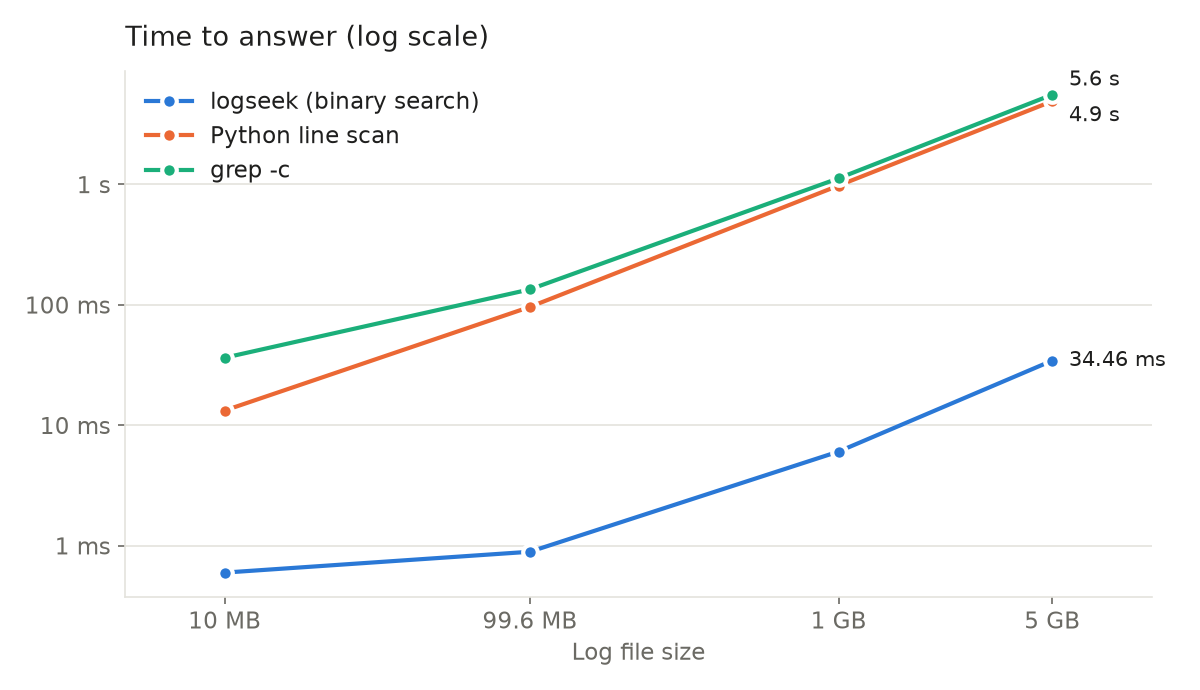 Time to answer (log scale)
logseek (binary search)
Python line scan
grep -c
5.6 s
4.9 s
34.46 ms
1 s
100 ms
10 ms
1 ms
10 MB
99.6 MB
1 GB
5 GB
Log file size